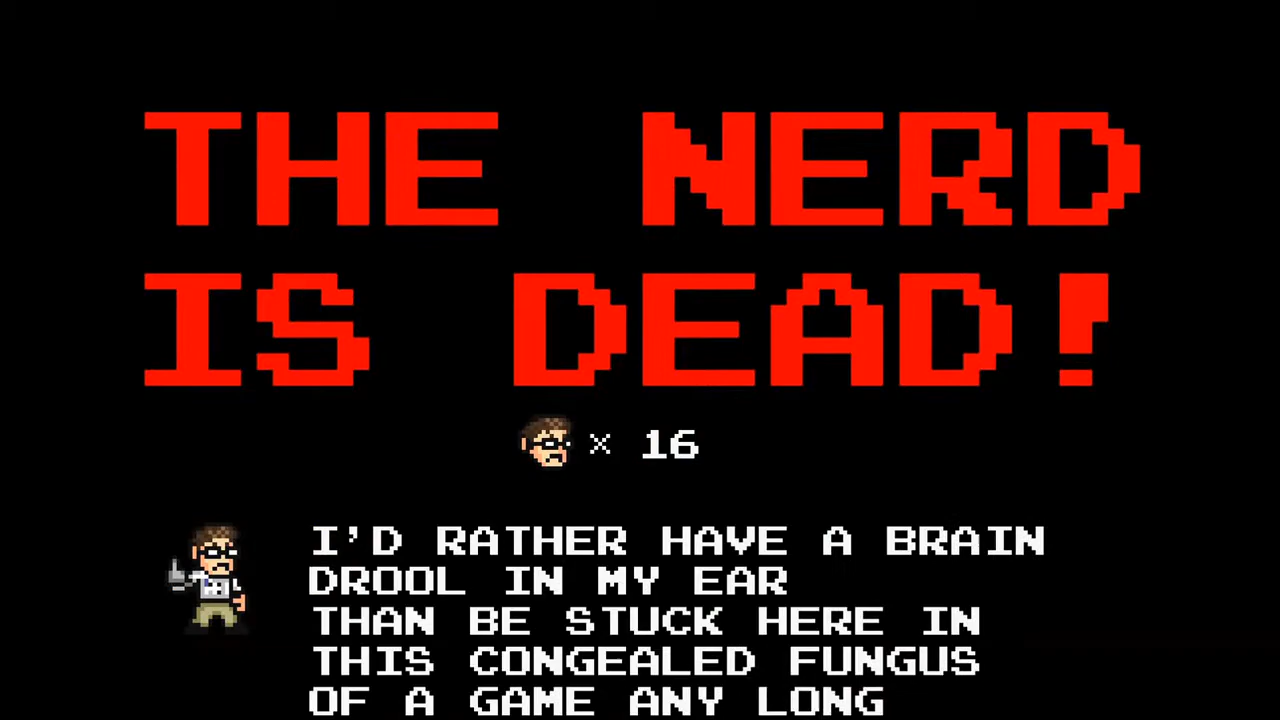 THE NERD
IS DEAD!
× 16
I'D RATHER HAVE A BRAIN
DROOL IN MY EAR
THAN BE STUCK HERE IN
THIS CONGEALED FUNGUS
OF A GAME ANY LONG